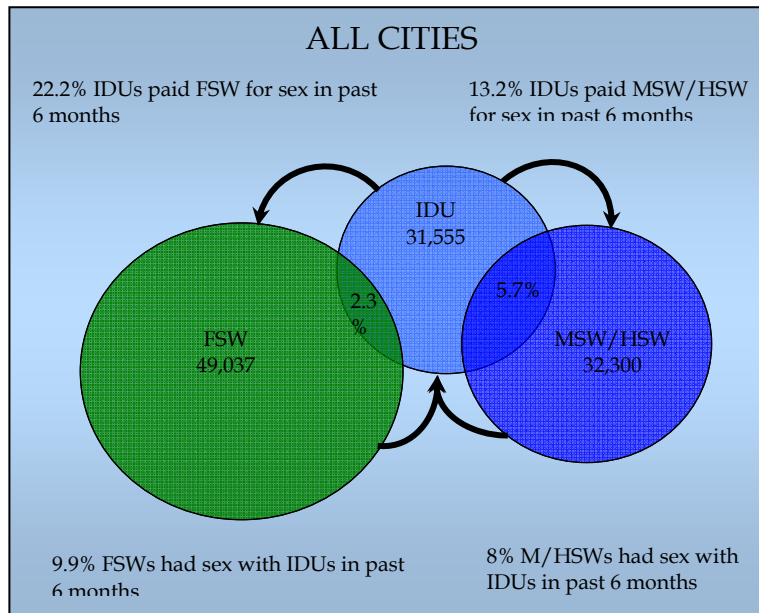 ALL CITIES
22.2% IDUs paid FSW for sex in past
6 months
13.2% IDUs paid MSW/HSW
for sex in past 6 months
IDU
31,555
2.3
%
5.7%
FSW
49,037
MSW/HSW
32,300
9.9% FSWs had sex with IDUs in past
6 months
8% M/HSWs had sex with
IDUs in past 6 months